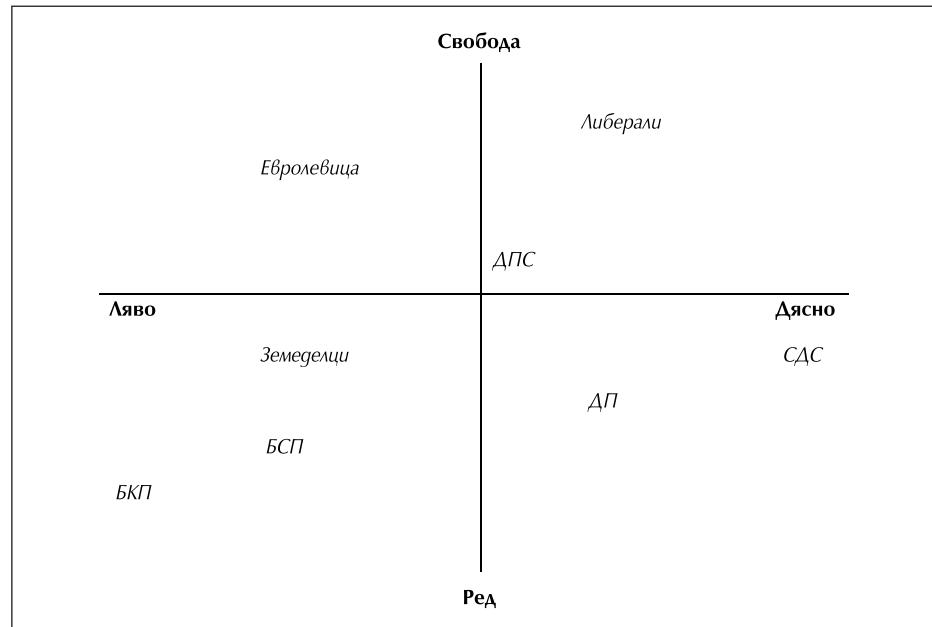 Свобода
Либерали
Евролевица
ДПС
Ляво
Дясно
Земеделци
СДС
ДП
БСП
БКП
Ред